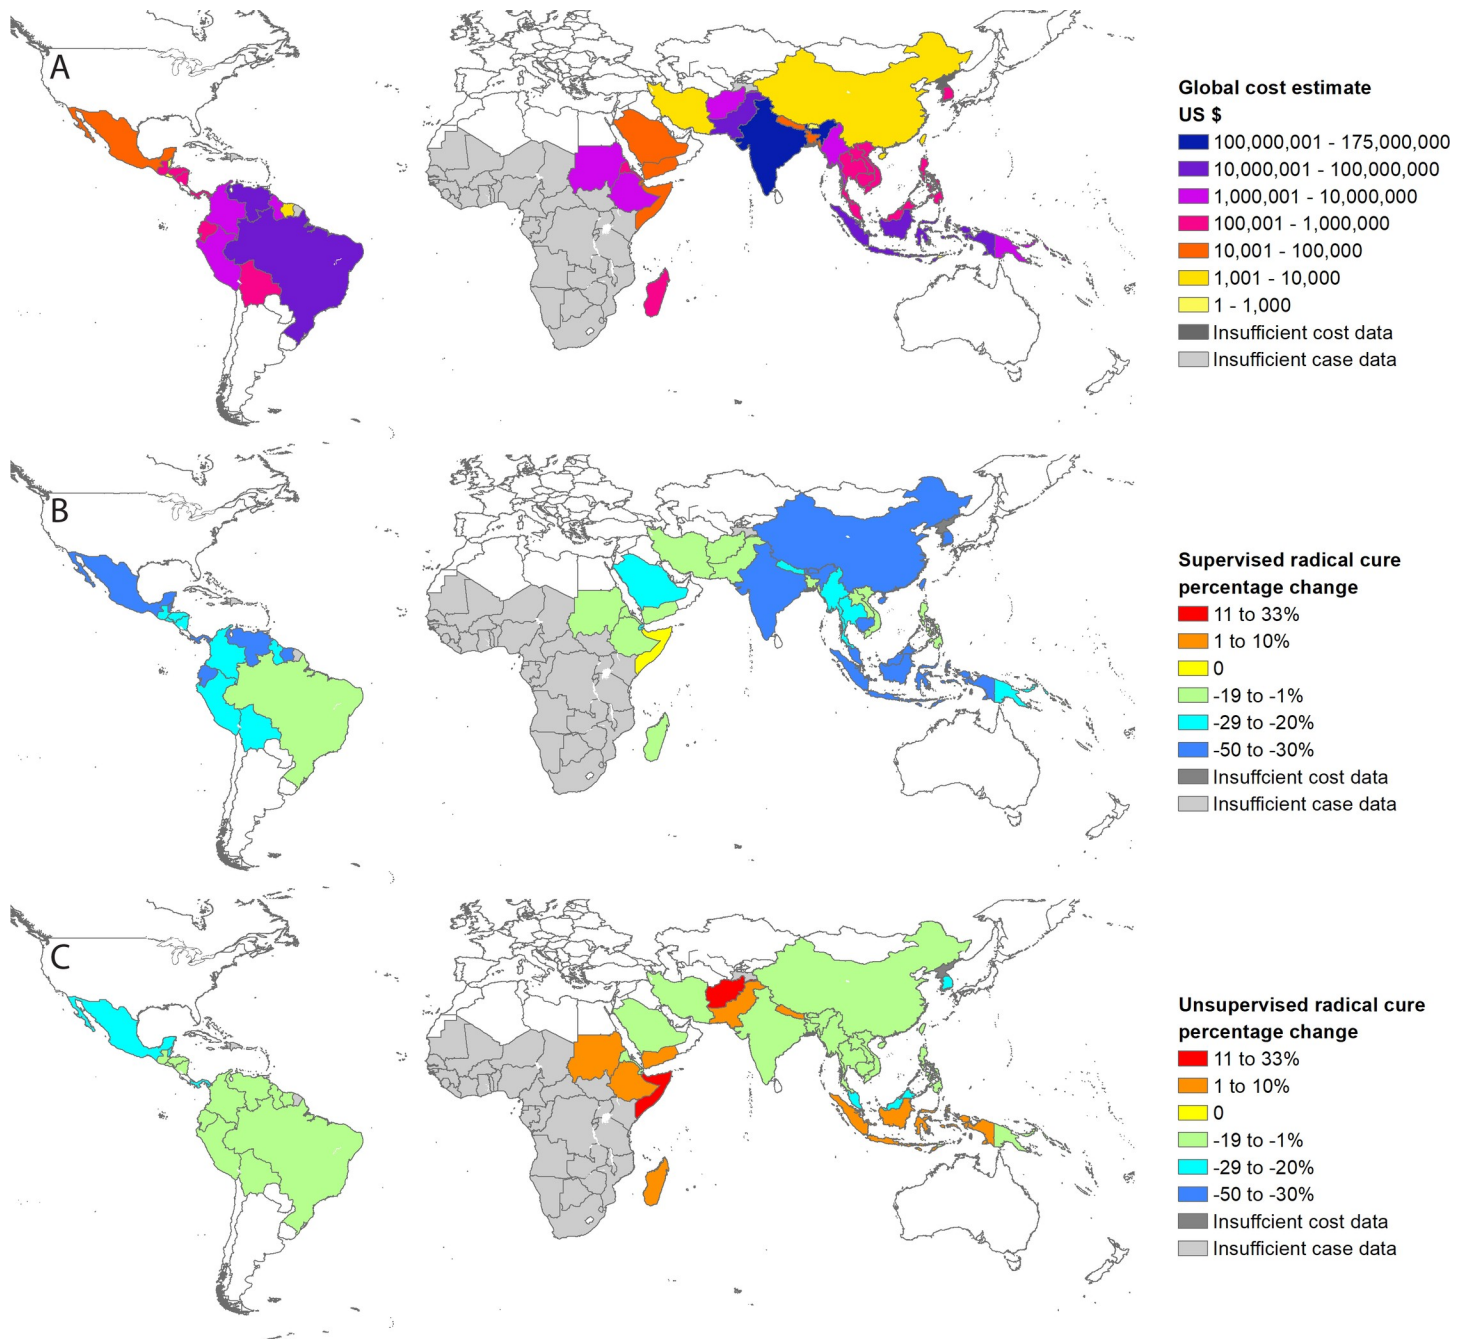 A
Global cost estimate
US $
100,000,001 - 175,000,000
10,000,001 - 100,000,000
1,000,001 - 10,000,000
100,001 - 1,000,000
10,001 - 100,000
1,001 - 10,000
1 - 1,000
Insufficient cost data
Insufficient case data
B
Supervised radical cure
percentage change
11 to 33%
1 to 10%
0
-19 to -1%
-29 to -20%
-50 to -30%
Insuffcient cost data
Insufficient case data
C
Unsupervised radical cure
percentage change
11 to 33%
1 to 10%
0
-19 to -1%
-29 to -20%
-50 to -30%
Insuffcient cost data
Insufficient case data